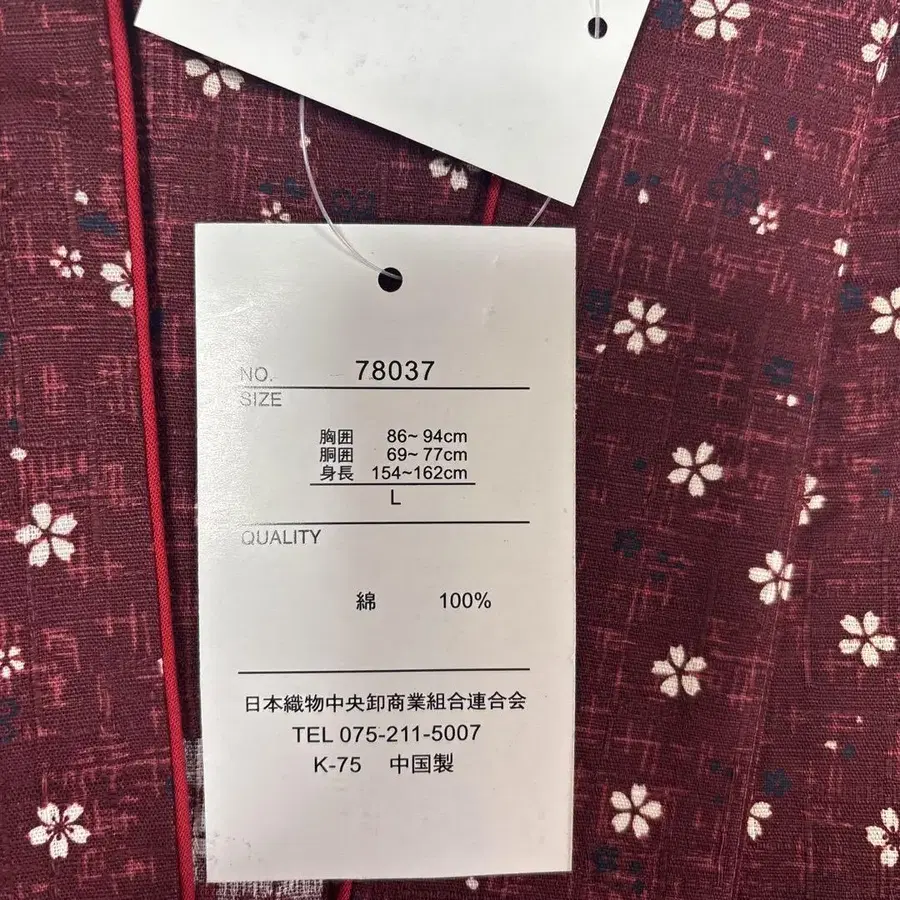 NO. 78037
SIZE
胸囲 86~ 94cm
胴囲 69~ 77cm
身長 154~162cm
L
QUALITY
綿 100%
日本織物中央卸商業組合連合会
TEL 075-211-5007
K-75 中国製